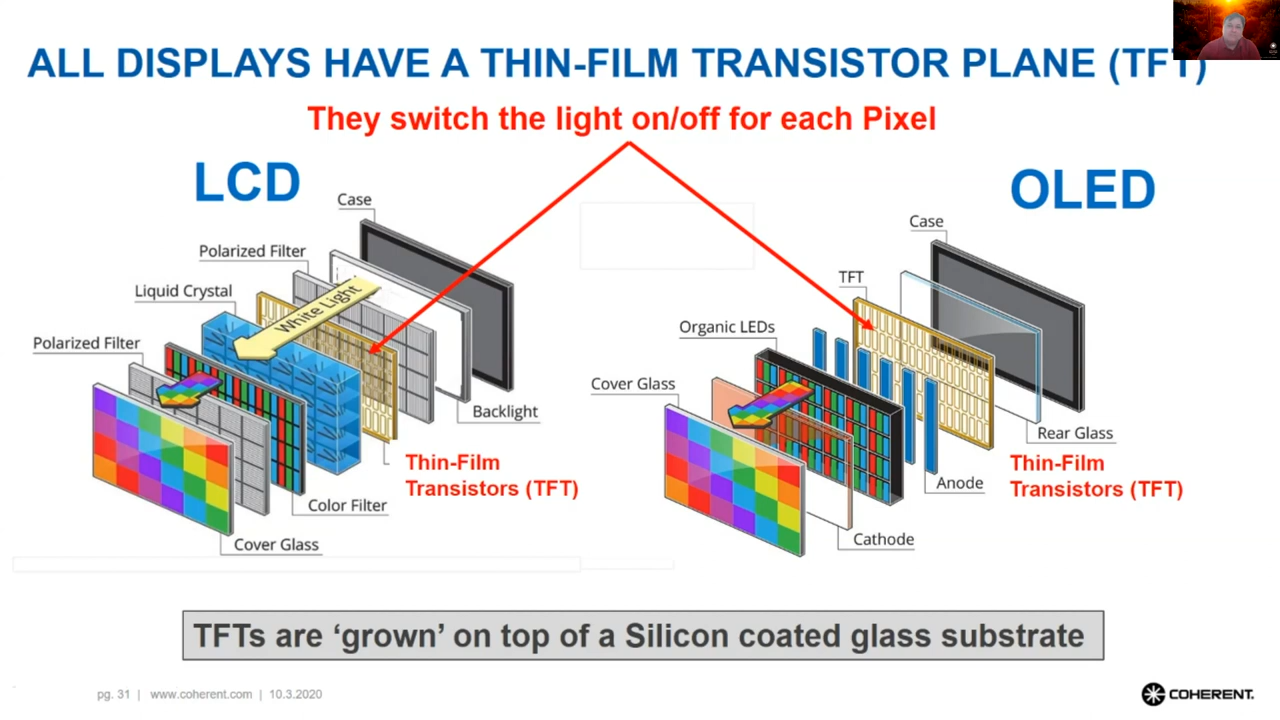 ALL DISPLAYS HAVE A THIN-FILM TRANSISTOR PLANE (TFT)
They switch the light on/off for each Pixel
LCD
Case
Polarized Filter
Liquid Crystal
White Light
Polarized Filter
Backlight
Thin-Film
Transistors (TFT)
Color Filter
Cover Glass
OLED
Case
TFT
Organic LEDs
Cover Glass
Rear Glass
Thin-Film
Transistors (TFT)
Anode
Cathode
TFTs are ‘grown’ on top of a Silicon coated glass substrate
pg. 31 | www.coherent.com | 10.3.2020
COHERENT.